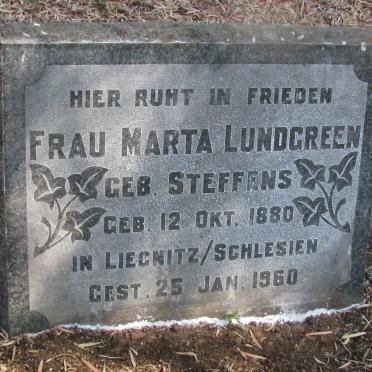 HIER RUHT IN FRIEDEN
FRAU MARTA LUNDGREEN
GEB. STEFFENS
GEB. 12 OKT. 1880
IN LIEGNITZ/SCHLESIEN
GEST. 25 JAN. 1960